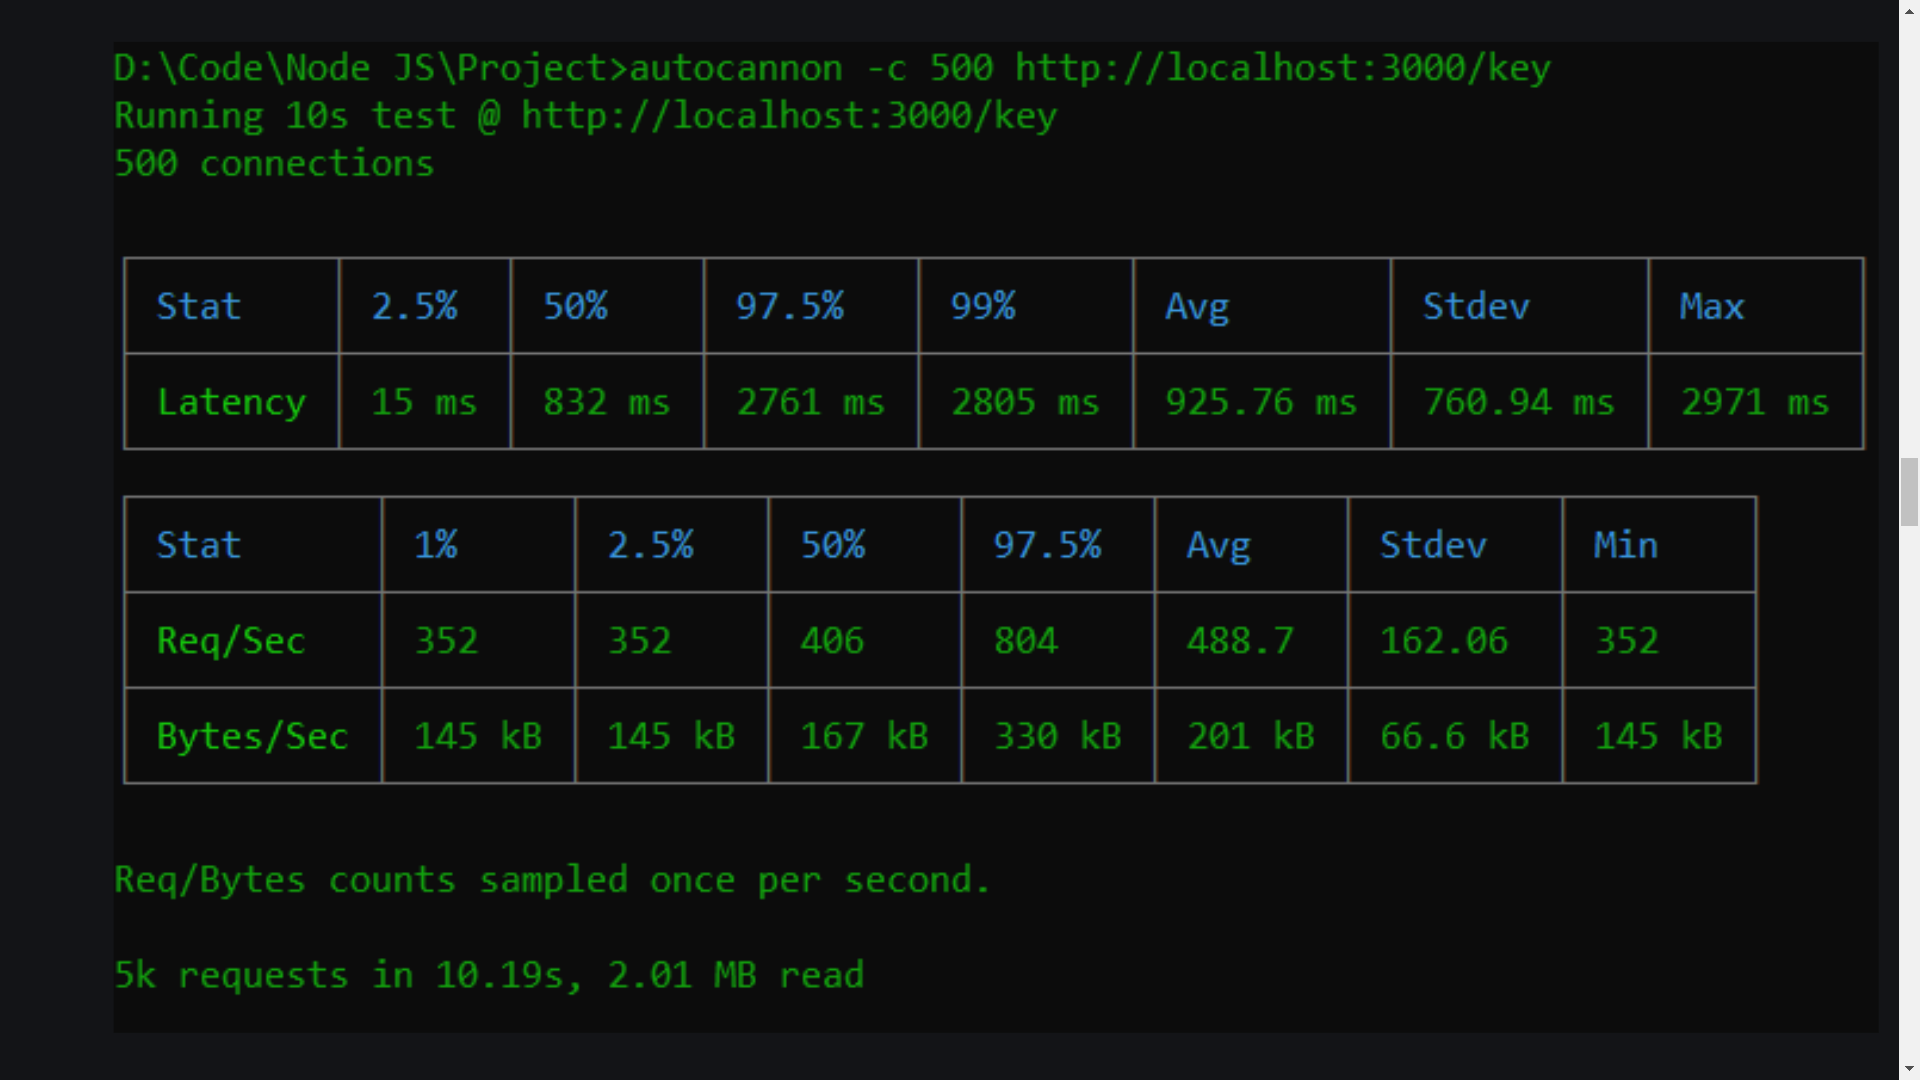 D:\Code\Node JS\Project>autocannon -c 500 http://localhost:3000/key
Running 10s test @ http://localhost:3000/key
500 connections
Stat 2.5% 50% 97.5% 99% Avg Stdev Max
Latency 15 ms 832 ms 2761 ms 2805 ms 925.76 ms 760.94 ms 2971 ms
Stat 1% 2.5% 50% 97.5% Avg Stdev Min
Req/Sec 352 352 406 804 488.7 162.06 352
Bytes/Sec 145 kB 145 kB 167 kB 330 kB 201 kB 66.6 kB 145 kB
Req/Bytes counts sampled once per second.
5k requests in 10.19s, 2.01 MB read